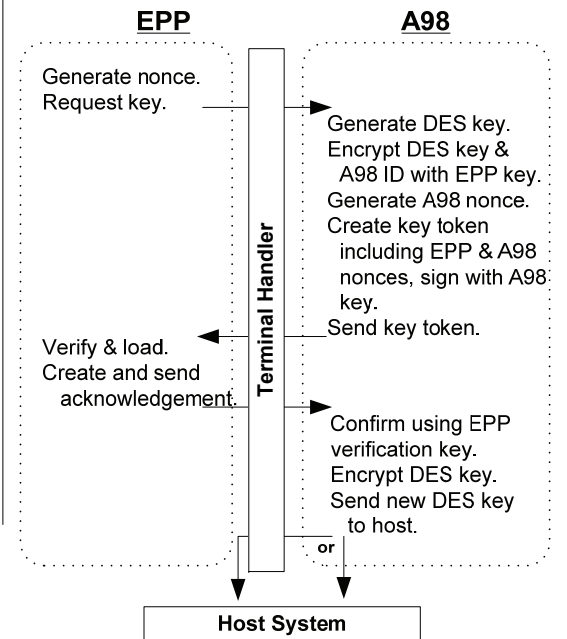 EPP
A98
Generate nonce.
Request key.
Generate DES key.
Encrypt DES key &
A98 ID with EPP key.
Generate A98 nonce.
Create key token
including EPP & A98
nonces, sign with A98
key.
Send key token.
Terminal Handler
Verify & load.
Create and send
acknowledgement.
Confirm using EPP
verification key.
Encrypt DES key.
Send new DES key
to host.
or
Host System